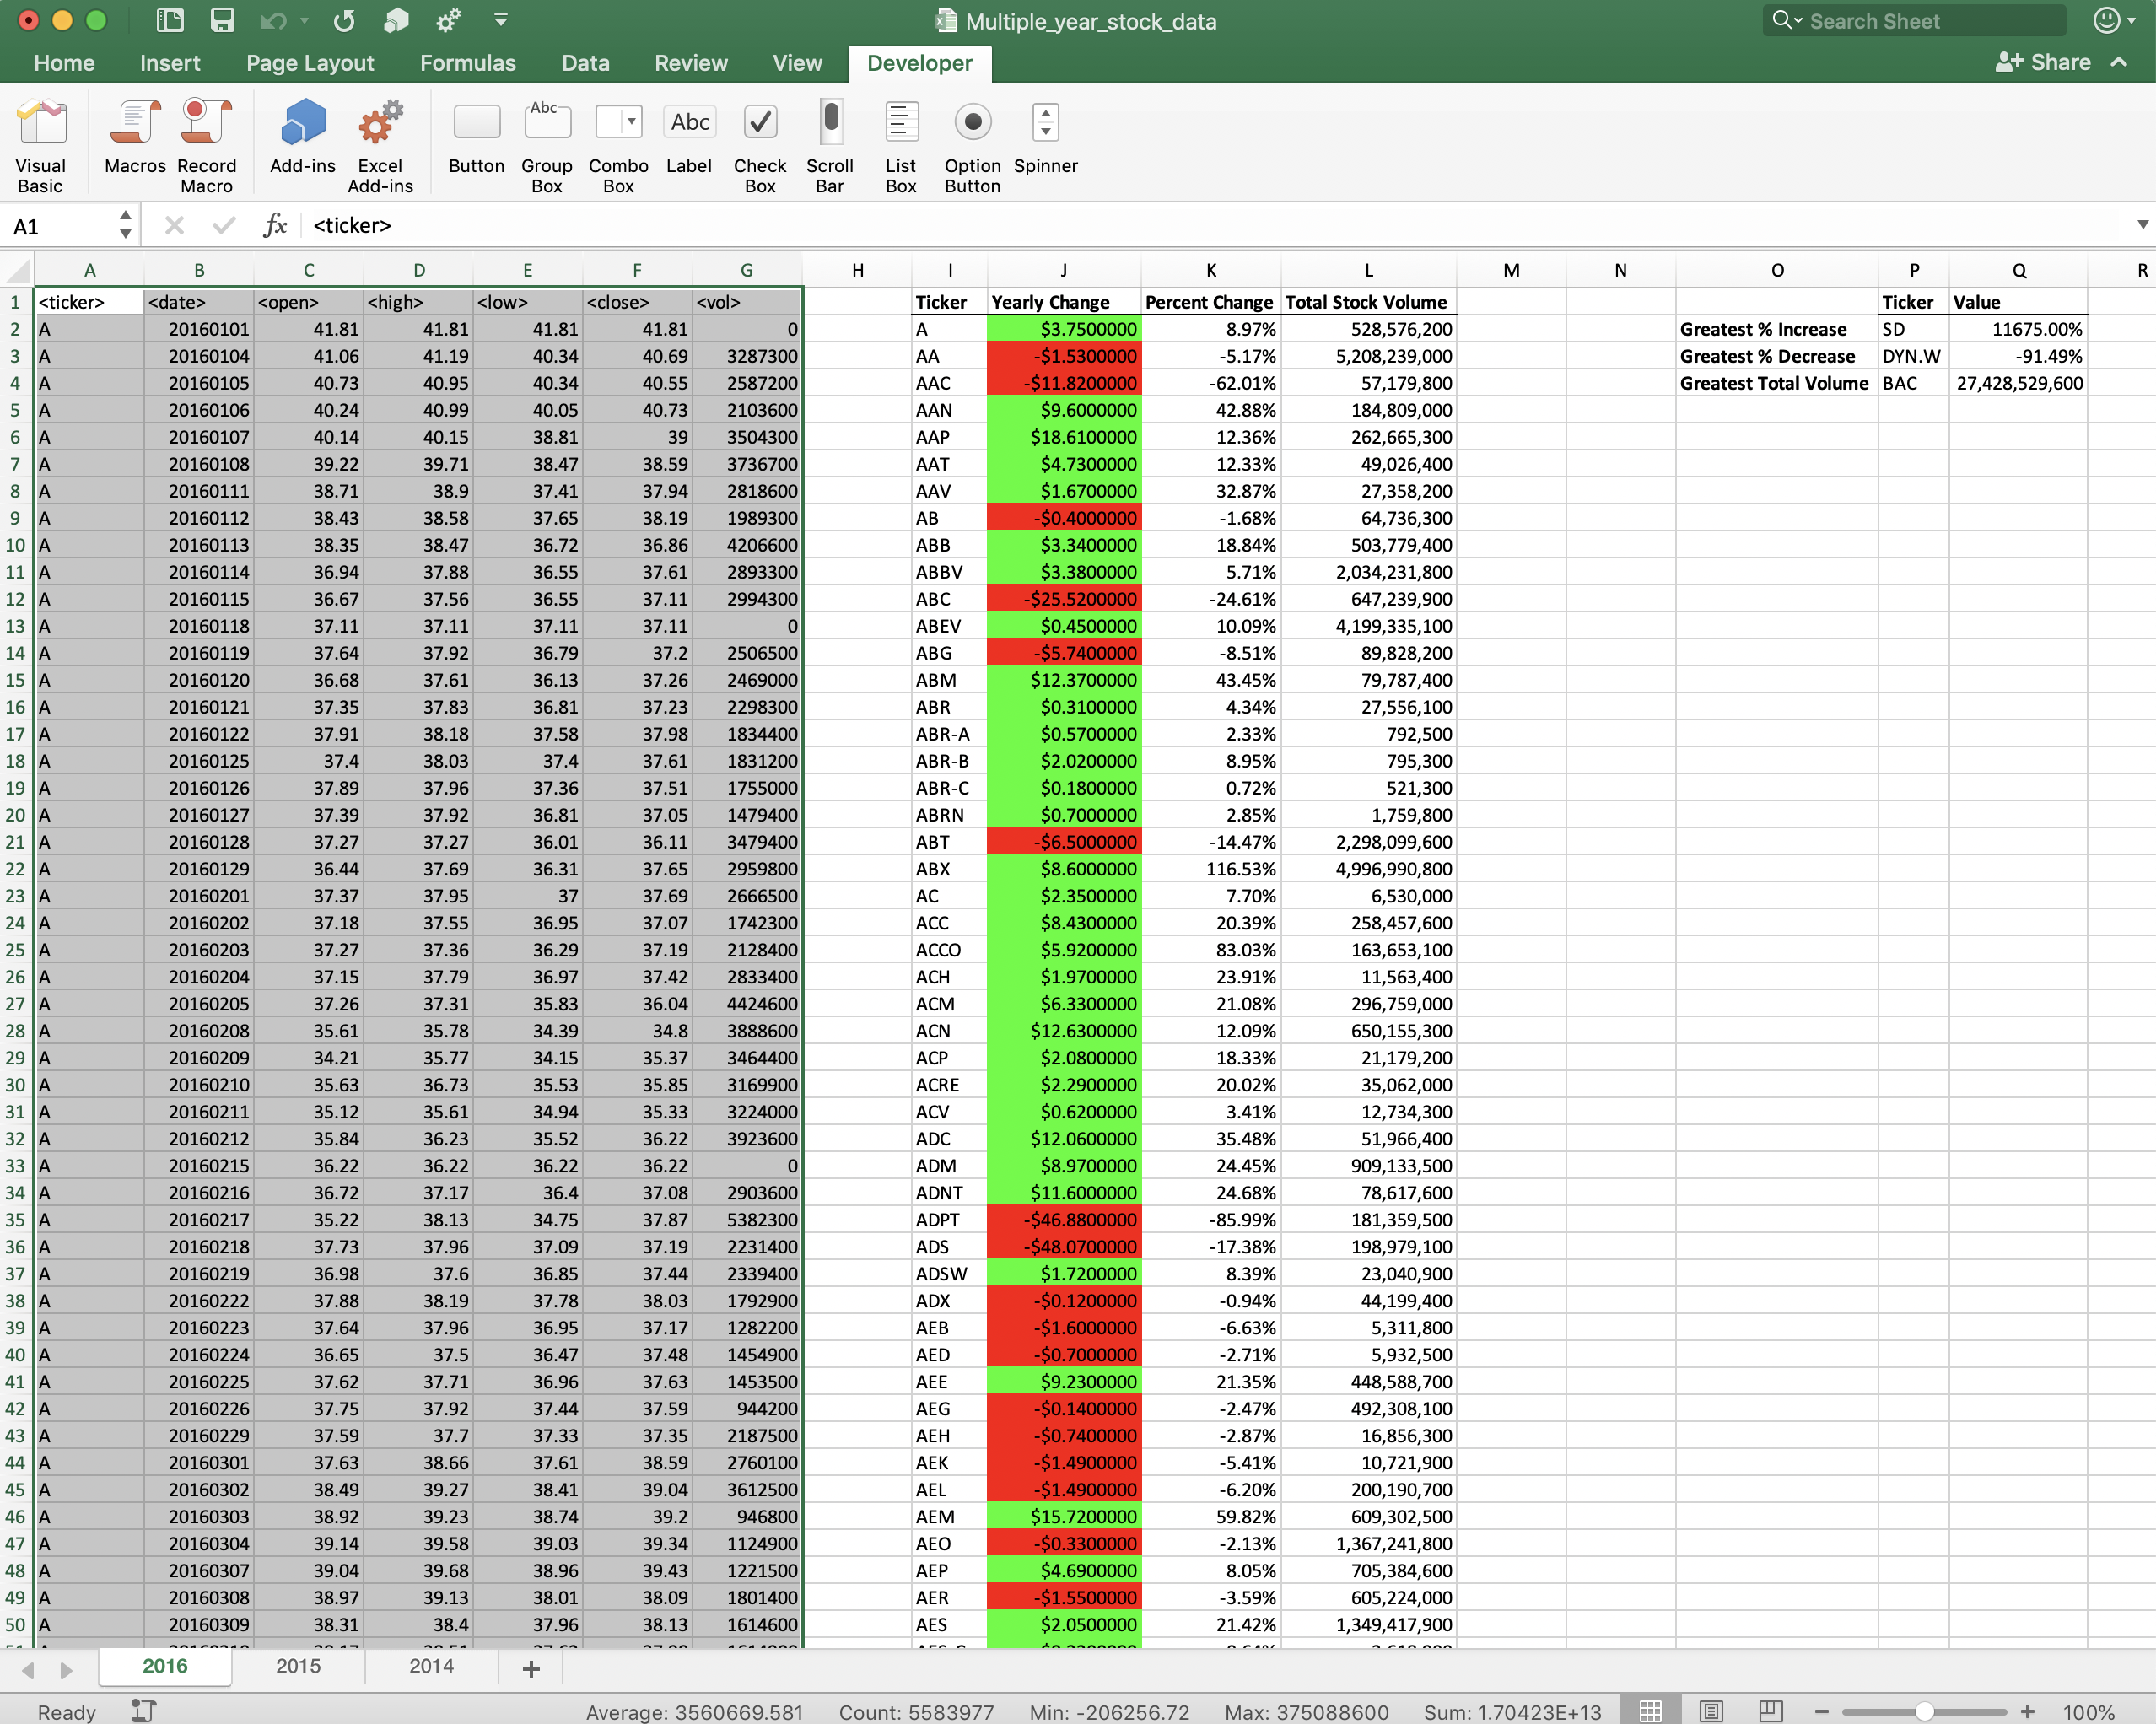 Multiple_year_stock_data
Search Sheet
Home Insert Page Layout Formulas Data Review View Developer Share
Visual Basic Macros Record Macro Add-ins Excel Add-ins Button Group Box Combo Box Label Check Box Scroll Bar List Box Option Button Spinner
Abc Abc
A1 fx <ticker>
A B C D E F G H I J K L M N O P Q R
1 <ticker> <date> <open> <high> <low> <close> <vol> Ticker Yearly Change Percent Change Total Stock Volume Ticker Value
2 A 20160101 41.81 41.81 41.81 41.81 0 A $3.7500000 8.97% 528,576,200 Greatest % Increase SD 11675.00%
3 A 20160104 41.06 41.19 40.34 40.69 3287300 AA -$1.5300000 -5.17% 5,208,239,000 Greatest % Decrease DYN.W -91.49%
4 A 20160105 40.73 40.95 40.34 40.55 2587200 AAC -$11.8200000 -62.01% 57,179,800 Greatest Total Volume BAC 27,428,529,600
5 A 20160106 40.24 40.99 40.05 40.73 2103600 AAN $9.6000000 42.88% 184,809,000
6 A 20160107 40.14 40.15 38.81 39 3504300 AAP $18.6100000 12.36% 262,665,300
7 A 20160108 39.22 39.71 38.47 38.59 3736700 AAT $4.7300000 12.33% 49,026,400
8 A 20160111 38.71 38.9 37.41 37.94 2818600 AAV $1.6700000 32.87% 27,358,200
9 A 20160112 38.43 38.58 37.65 38.19 1989300 AB -$0.4000000 -1.68% 64,736,300
10 A 20160113 38.35 38.47 36.72 36.86 4206600 ABB $3.3400000 18.84% 503,779,400
11 A 20160114 36.94 37.88 36.55 37.61 2893300 ABBV $3.3800000 5.71% 2,034,231,800
12 A 20160115 36.67 37.56 36.55 37.11 2994300 ABC -$25.5200000 -24.61% 647,239,900
13 A 20160118 37.11 37.11 37.11 37.11 0 ABEV $0.4500000 10.09% 4,199,335,100
14 A 20160119 37.64 37.92 36.79 37.2 2506500 ABG -$5.7400000 -8.51% 89,828,200
15 A 20160120 36.68 37.61 36.13 37.26 2469000 ABM $12.3700000 43.45% 79,787,400
16 A 20160121 37.35 37.83 36.81 37.23 2298300 ABR $0.3100000 4.34% 27,556,100
17 A 20160122 37.91 38.18 37.58 37.98 1834400 ABR-A $0.5700000 2.33% 792,500
18 A 20160125 37.4 38.03 37.4 37.61 1831200 ABR-B $2.0200000 8.95% 795,300
19 A 20160126 37.89 37.96 37.36 37.51 1755000 ABR-C $0.1800000 0.72% 521,300
20 A 20160127 37.39 37.92 36.81 37.05 1479400 ABRN $0.7000000 2.85% 1,759,800
21 A 20160128 37.27 37.27 36.01 36.11 3479400 ABT -$6.5000000 -14.47% 2,298,099,600
22 A 20160129 36.44 37.69 36.31 37.65 2959800 ABX $8.6000000 116.53% 4,996,990,800
23 A 20160201 37.37 37.95 37 37.69 2666500 AC $2.3500000 7.70% 6,530,000
24 A 20160202 37.18 37.55 36.95 37.07 1742300 ACC $8.4300000 20.39% 258,457,600
25 A 20160203 37.27 37.36 36.29 37.19 2128400 ACCO $5.9200000 83.03% 163,653,100
26 A 20160204 37.15 37.79 36.97 37.42 2833400 ACH $1.9700000 23.91% 11,563,400
27 A 20160205 37.26 37.31 35.83 36.04 4424600 ACM $6.3300000 21.08% 296,759,000
28 A 20160208 35.61 35.78 34.39 34.8 3888600 ACN $12.6300000 12.09% 650,155,300
29 A 20160209 34.21 35.77 34.15 35.37 3464400 ACP $2.0800000 18.33% 21,179,200
30 A 20160210 35.63 36.73 35.53 35.85 3169900 ACRE $2.2900000 20.02% 35,062,000
31 A 20160211 35.12 35.61 34.94 35.33 3224000 ACV $0.6200000 3.41% 12,734,300
32 A 20160212 35.84 36.23 35.52 36.22 3923600 ADC $12.0600000 35.48% 51,966,400
33 A 20160215 36.22 36.22 36.22 36.22 0 ADM $8.9700000 24.45% 909,133,500
34 A 20160216 36.72 37.17 36.4 37.08 2903600 ADNT $11.6000000 24.68% 78,617,600
35 A 20160217 35.22 38.13 34.75 37.87 5382300 ADPT -$46.8800000 -85.99% 181,359,500
36 A 20160218 37.73 37.96 37.09 37.19 2231400 ADS -$48.0700000 -17.38% 198,979,100
37 A 20160219 36.98 37.6 36.85 37.44 2339400 ADSW $1.7200000 8.39% 23,040,900
38 A 20160222 37.88 38.19 37.78 38.03 1792900 ADX -$0.1200000 -0.94% 44,199,400
39 A 20160223 37.64 37.96 36.95 37.17 1282200 AEB -$1.6000000 -6.63% 5,311,800
40 A 20160224 36.65 37.5 36.47 37.48 1454900 AED -$0.7000000 -2.71% 5,932,500
41 A 20160225 37.62 37.71 36.96 37.63 1453500 AEE $9.2300000 21.35% 448,588,700
42 A 20160226 37.75 37.92 37.44 37.59 944200 AEG -$0.1400000 -2.47% 492,308,100
43 A 20160229 37.59 37.7 37.33 37.35 2187500 AEH -$0.7400000 -2.87% 16,856,300
44 A 20160301 37.63 38.66 37.61 38.59 2760100 AEK -$1.4900000 -5.41% 10,721,900
45 A 20160302 38.49 39.27 38.41 39.04 3612500 AEL -$1.4900000 -6.20% 200,190,700
46 A 20160303 38.92 39.23 38.74 39.2 946800 AEM $15.7200000 59.82% 609,302,500
47 A 20160304 39.14 39.58 39.03 39.34 1124900 AEO -$0.3300000 -2.13% 1,367,241,800
48 A 20160307 39.04 39.68 38.96 39.43 1221500 AEP $4.6900000 8.05% 705,384,600
49 A 20160308 38.97 39.13 38.01 38.09 1801400 AER -$1.5500000 -3.59% 605,224,000
50 A 20160309 38.31 38.4 37.96 38.13 1614600 AES $2.0500000 21.42% 1,349,417,900
2016 2015 2014 +
Ready Average: 3560669.581 Count: 5583977 Min: -206256.72 Max: 375088600 Sum: 1.70423E+13 100%